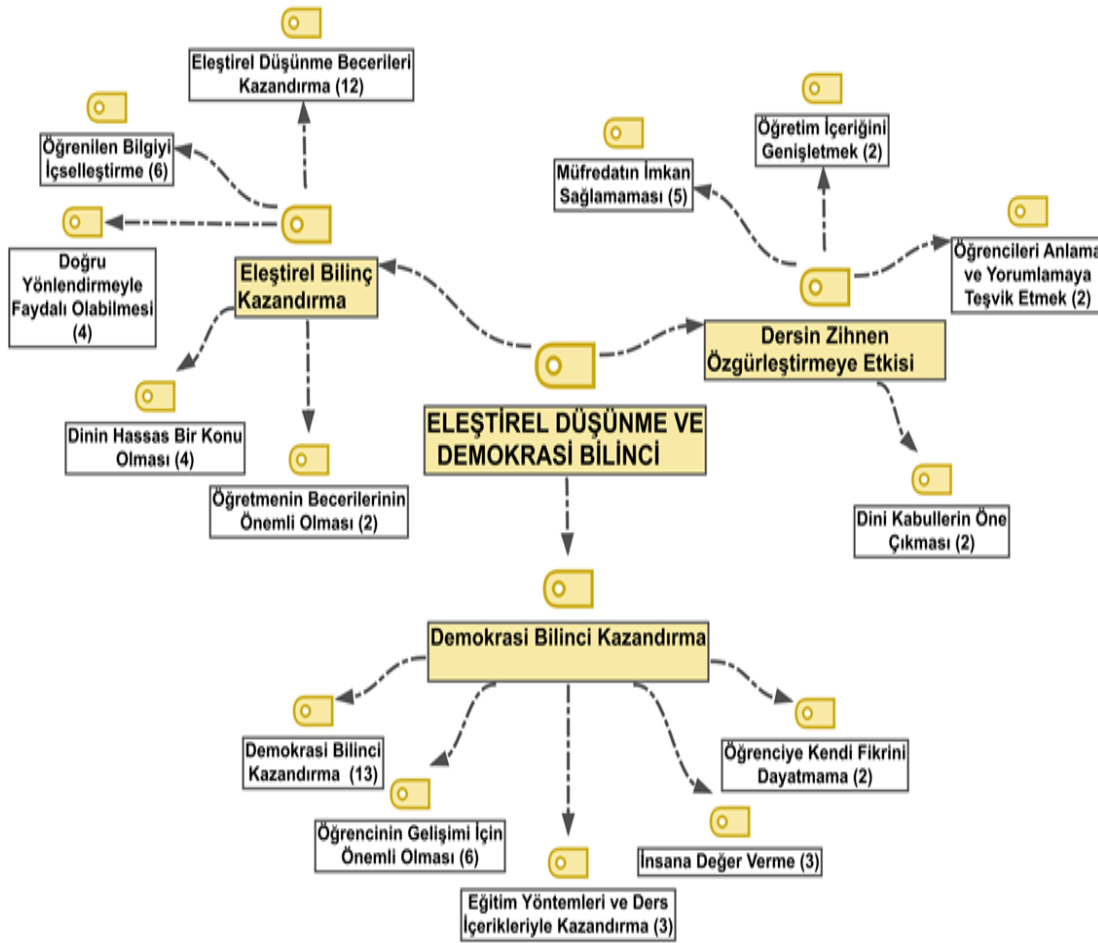 Eleştirel Düşünme Becerileri
Kazandırma (12)
Öğrenilen Bilgiyi
İçselleştirme (6)
Doğru
Yönlendirmeyle
Faydalı Olabilmesi
(4)
Eleştirel Bilinç
Kazandırma
Dinin Hassas Bir Konu
Olması (4)
Öğretmenin Becerilerinin
Önemli Olması (2)
Öğretim İçeriğini
Genişletmek (2)
Müfredatın İmkan
Sağlamaması (5)
Öğrencileri Anlama
ve Yorumlamaya
Teşvik Etmek (2)
Dersin Zihnen
Özgürleştirmeye Etkisi
Dini Kabullerin Öne
Çıkması (2)
ELEŞTİREL DÜŞÜNME VE
DEMOKRASİ BİLİNCİ
Demokrasi Bilinci Kazandırma
Demokrasi Bilinci
Kazandırma (13)
Öğrencinin Gelişimi İçin
Önemli Olması (6)
Eğitim Yöntemleri ve Ders
İçerikleriyle Kazandırma (3)
İnsana Değer Verme (3)
Öğrenciye Kendi Fikrini
Dayatmama (2)